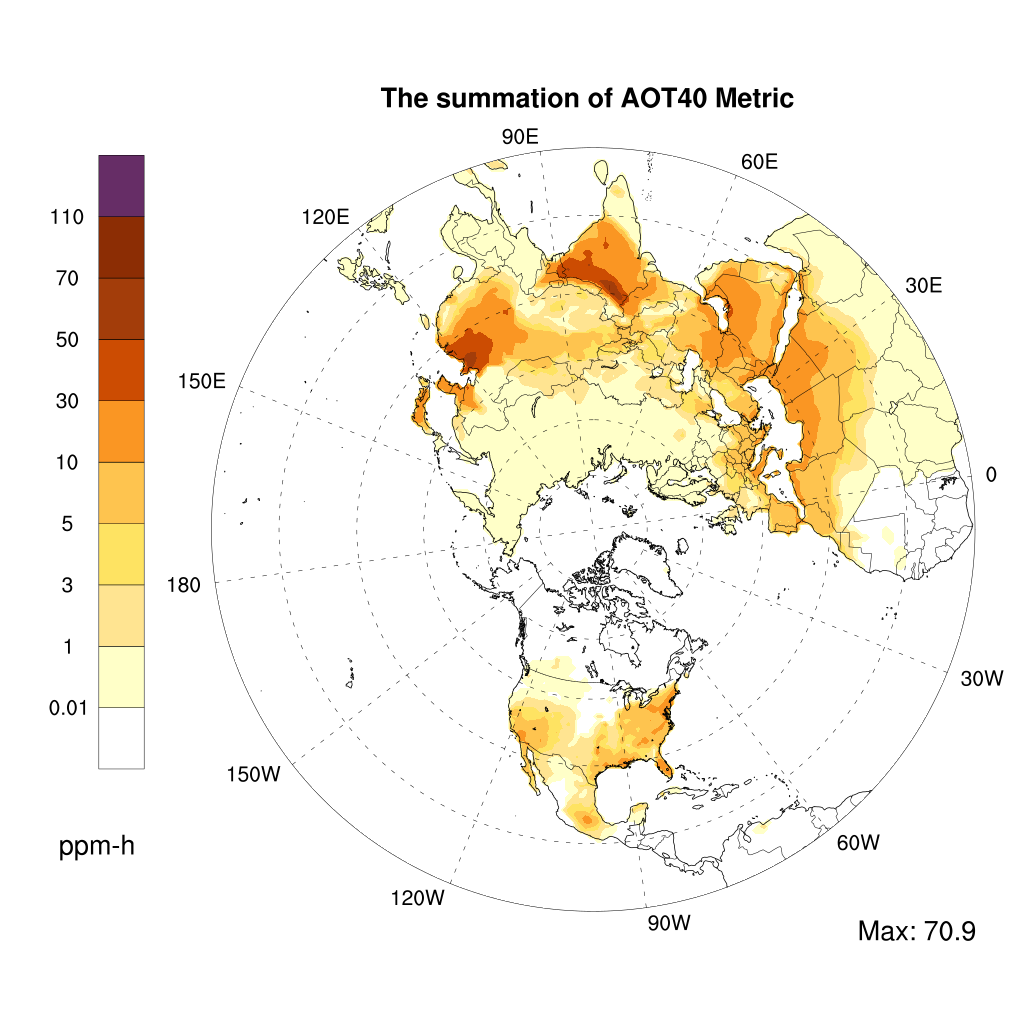 The summation of AOT40 Metric
90E
60E
120E
30E
150E
0
180
30W
150W
60W
120W
90W
110
70
50
30
10
5
3
1
0.01
ppm-h
Max: 70.9